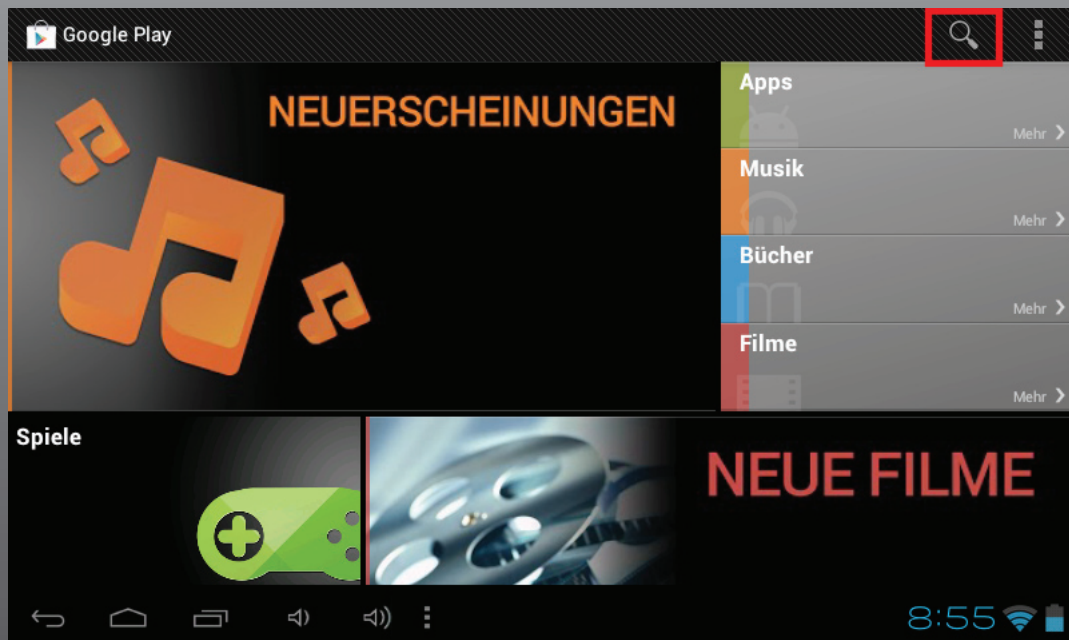 Google Play
NEUERSCHEINUNGEN
Apps
Mehr
Musik
Mehr
Bücher
Mehr
Filme
Mehr
Spiele
NEUE FILME
8:55